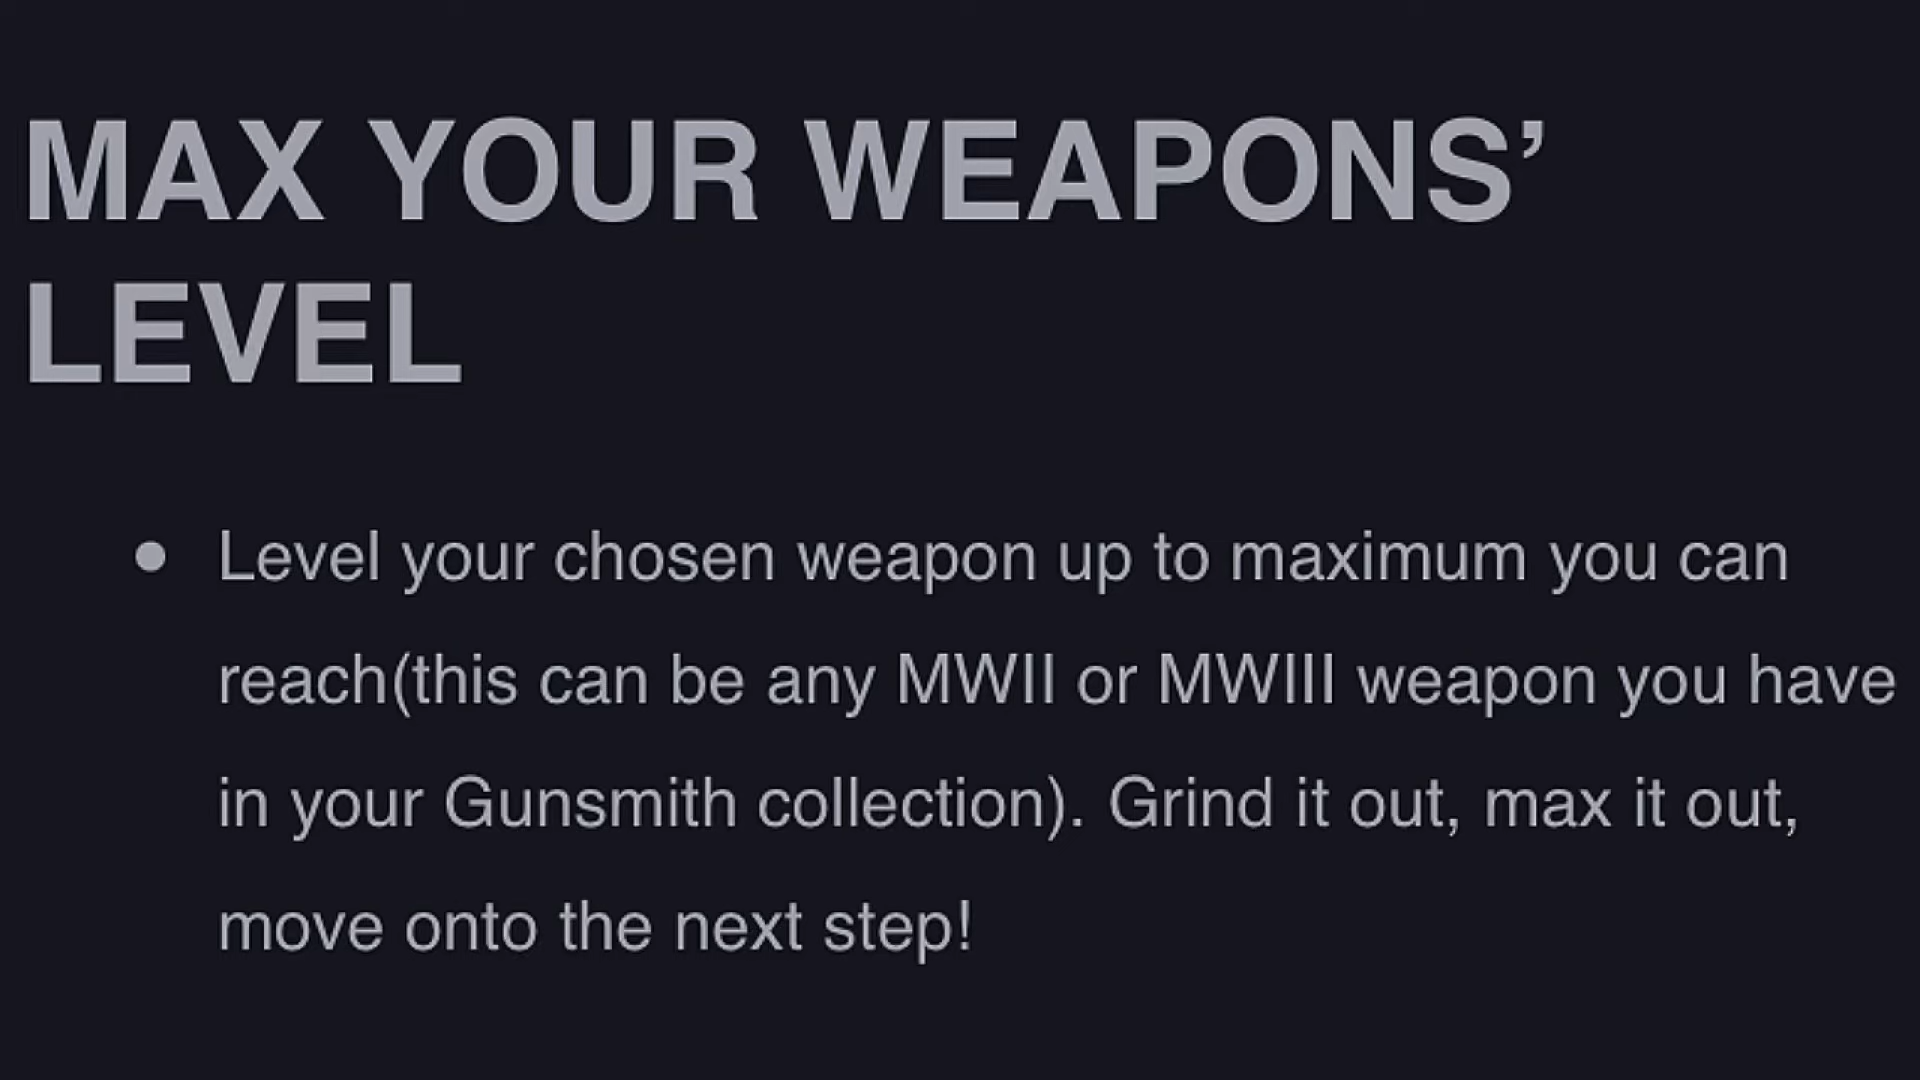 MAX YOUR WEAPONS’
LEVEL
● Level your chosen weapon up to maximum you can
reach(this can be any MWII or MWIII weapon you have
in your Gunsmith collection). Grind it out, max it out,
move onto the next step!